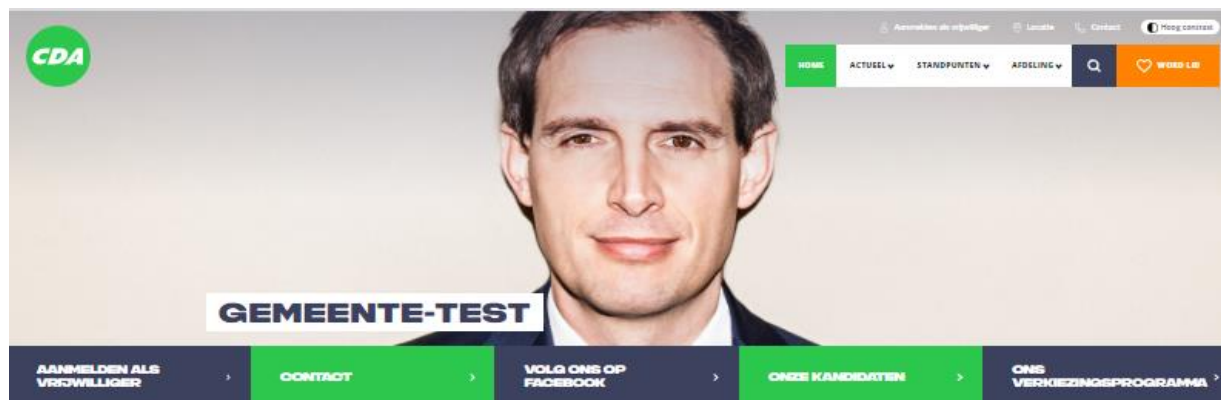 CDA
Aanmelden als vrijwilliger Locatie Contact Hoog contrast
HOME ACTUEEL STANDPUNTEN AFDELING WORD LID
GEMEENTE-TEST
AANMELDEN ALS
VRIJWILLIGER
CONTACT
VOLG ONS OP
FACEBOOK
ONZE KANDIDATEN
ONS
VERKIEZINGSPROGRAMMA